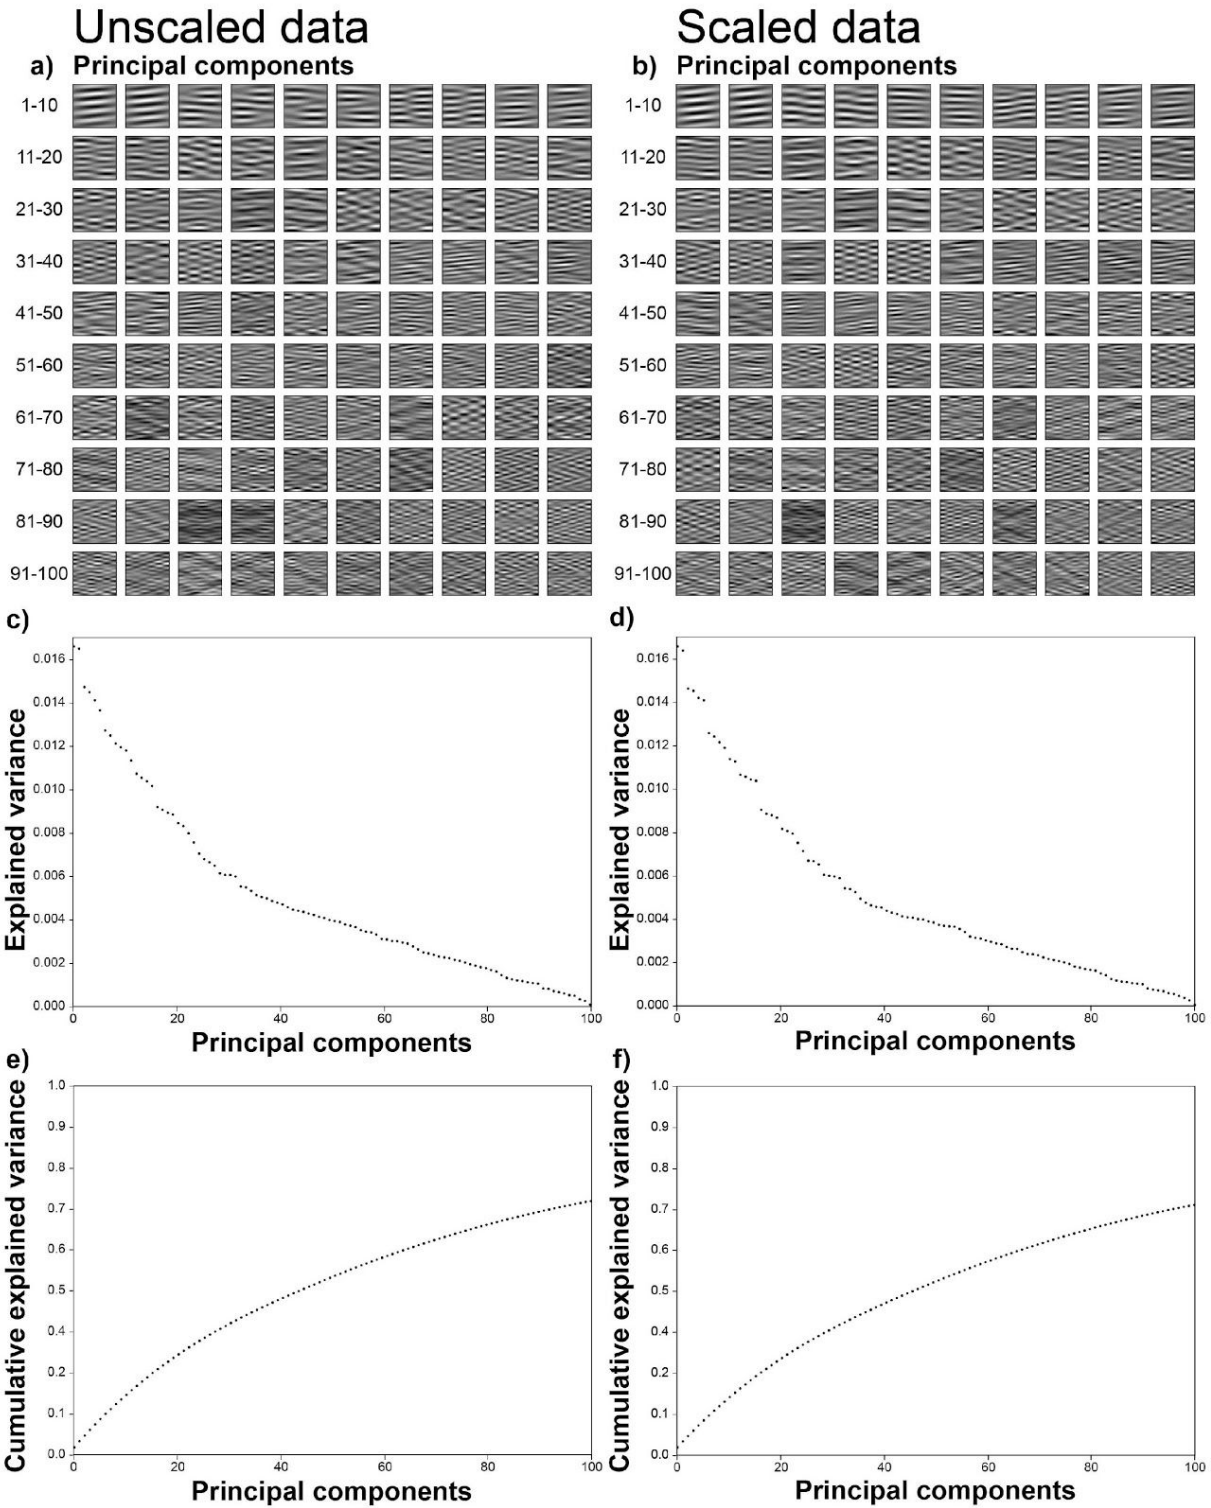 Unscaled data
Scaled data
a) Principal components
b) Principal components
1-10
11-20
21-30
31-40
41-50
51-60
61-70
71-80
81-90
91-100
1-10
11-20
21-30
31-40
41-50
51-60
61-70
71-80
81-90
91-100
c)
Explained variance
0.016
0.014
0.012
0.010
0.008
0.006
0.004
0.002
0.000
0 20 40 60 80 100
Principal components
d)
Explained variance
0.016
0.014
0.012
0.010
0.008
0.006
0.004
0.002
0.000
0 20 40 60 80 100
Principal components
e)
Cumulative explained variance
1.0
0.9
0.8
0.7
0.6
0.5
0.4
0.2
0.1
0.0
0 20 40 60 80 100
Principal components
f)
Cumulative explained variance
1.0
0.9
0.8
0.7
0.6
0.5
0.4
0.2
0.1
0.0
0 20 40 60 80 100
Principal components